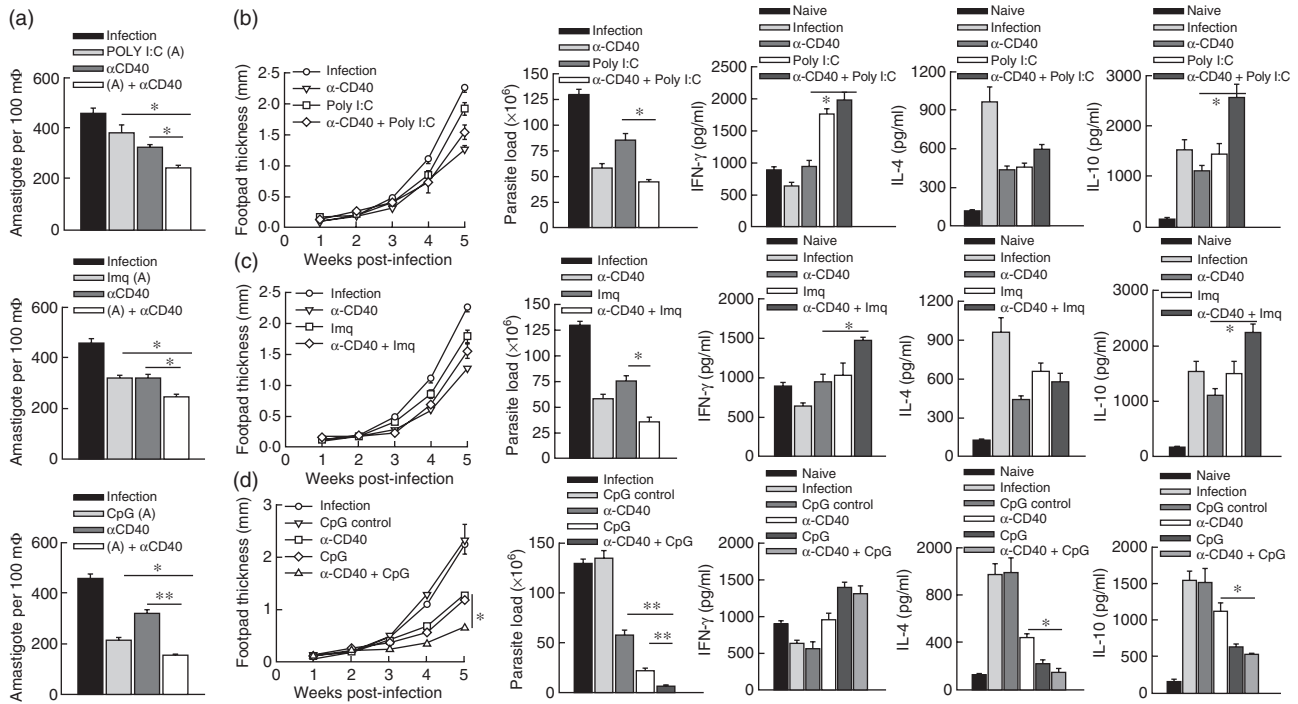 (a)
Infection
POLY I:C (A)
αCD40
(A) + αCD40
600
400
200
0
Amastigote per 100 mΦ
*
*
Infection
Imq (A)
αCD40
(A) + αCD40
600
400
200
0
Amastigote per 100 mΦ
*
*
Infection
CpG (A)
αCD40
(A) + αCD40
600
400
200
0
Amastigote per 100 mΦ
*
**
(b)
Infection
α-CD40
Poly I:C
α-CD40 + Poly I:C
2·5
2·0
1·5
1·0
0·5
0·0
Footpad thickness (mm)
0 1 2 3 4 5
Weeks post-infection
Infection
α-CD40
Poly I:C
α-CD40 + Poly I:C
150
125
100
75
50
25
0
Parasite load (×10⁶)
*
Naive
Infection
α-CD40
Poly I:C
α-CD40 + Poly I:C
2500
2000
1500
1000
500
0
IFN-γ (pg/ml)
*
Naive
Infection
α-CD40
Poly I:C
α-CD40 + Poly I:C
1200
900
600
300
0
IL-4 (pg/ml)
Naive
Infection
α-CD40
Poly I:C
α-CD40 + Poly I:C
3000
2000
1000
0
IL-10 (pg/ml)
*
(c)
Infection
α-CD40
Imq
α-CD40 + Imq
2·5
2·0
1·5
1·0
0·5
0·0
Footpad thickness (mm)
0 1 2 3 4 5
Weeks post-infection
Infection
α-CD40
Imq
α-CD40 + Imq
150
125
100
75
50
25
0
Parasite load (×10⁶)
*
Naive
Infection
α-CD40
Imq
α-CD40 + Imq
2000
1500
1000
500
0
IFN-γ (pg/ml)
*
Naive
Infection
α-CD40
Imq
α-CD40 + Imq
1200
900
600
300
0
IL-4 (pg/ml)
Naive
Infection
α-CD40
Imq
α-CD40 + Imq
3000
2000
1000
0
IL-10 (pg/ml)
*
(d)
Infection
CpG control
α-CD40
CpG
α-CD40 + CpG
3
2
1
0
Footpad thickness (mm)
*
0 1 2 3 4 5
Weeks post-infection
Infection
CpG control
α-CD40
CpG
α-CD40 + CpG
150
125
100
75
50
25
0
Parasite load (×10⁶)
**
**
Naive
Infection
CpG control
α-CD40
CpG
α-CD40 + CpG
2000
1500
1000
500
0
IFN-γ (pg/ml)
Naive
Infection
CpG control
α-CD40
CpG
α-CD40 + CpG
1200
800
400
0
IL-4 (pg/ml)
*
Naive
Infection
CpG control
α-CD40
CpG
α-CD40 + CpG
2000
1500
1000
500
0
IL-10 (pg/ml)
*